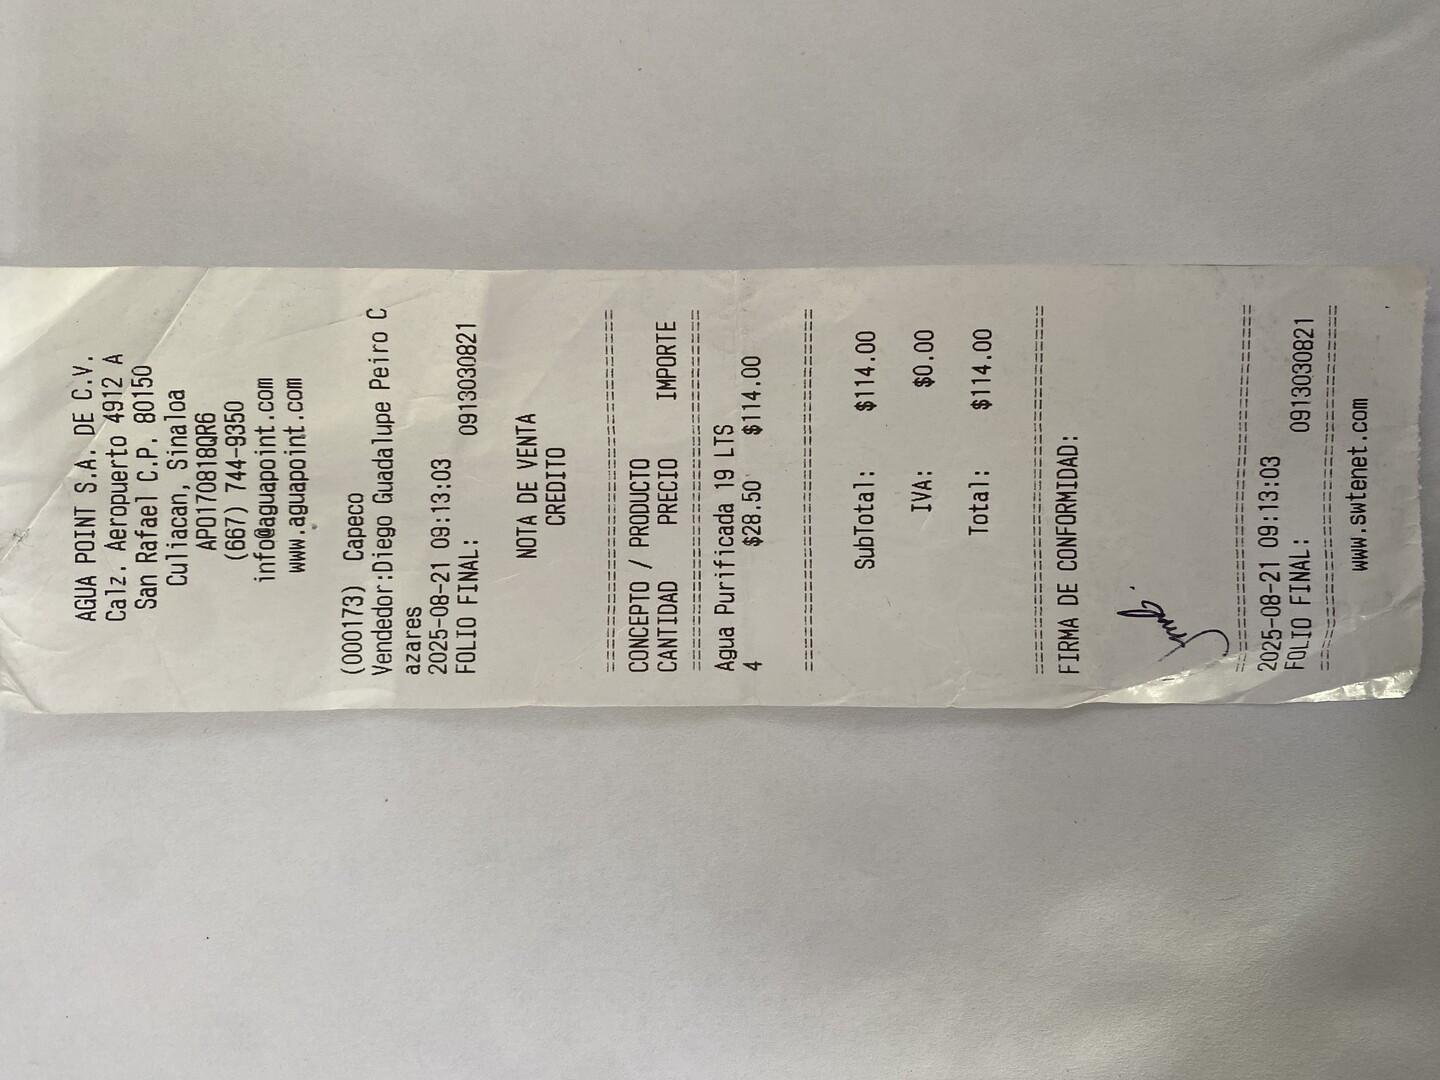 AGUA POINT S.A. DE C.V.
Calz. Aeropuerto 4912 A
San Rafael C.P. 80150
Culiacan, Sinaloa
APO170818QR6
(667) 744-9350
info@aguapoint.com
www.aguapoint.com
(000173) Capeco
Vendedor:Diego Guadalupe Peiro C
azares
2025-08-21 09:13:03
FOLIO FINAL: 0913030821
NOTA DE VENTA
CREDITO
================================
CONCEPTO / PRODUCTO
CANTIDAD PRECIO IMPORTE
================================
Agua Purificada 19 LTS
4 $28.50 $114.00
================================
SubTotal: $114.00
IVA: $0.00
Total: $114.00
================================
FIRMA DE CONFORMIDAD:
================================
2025-08-21 09:13:03
FOLIO FINAL: 0913030821
================================
www.swtenet.com